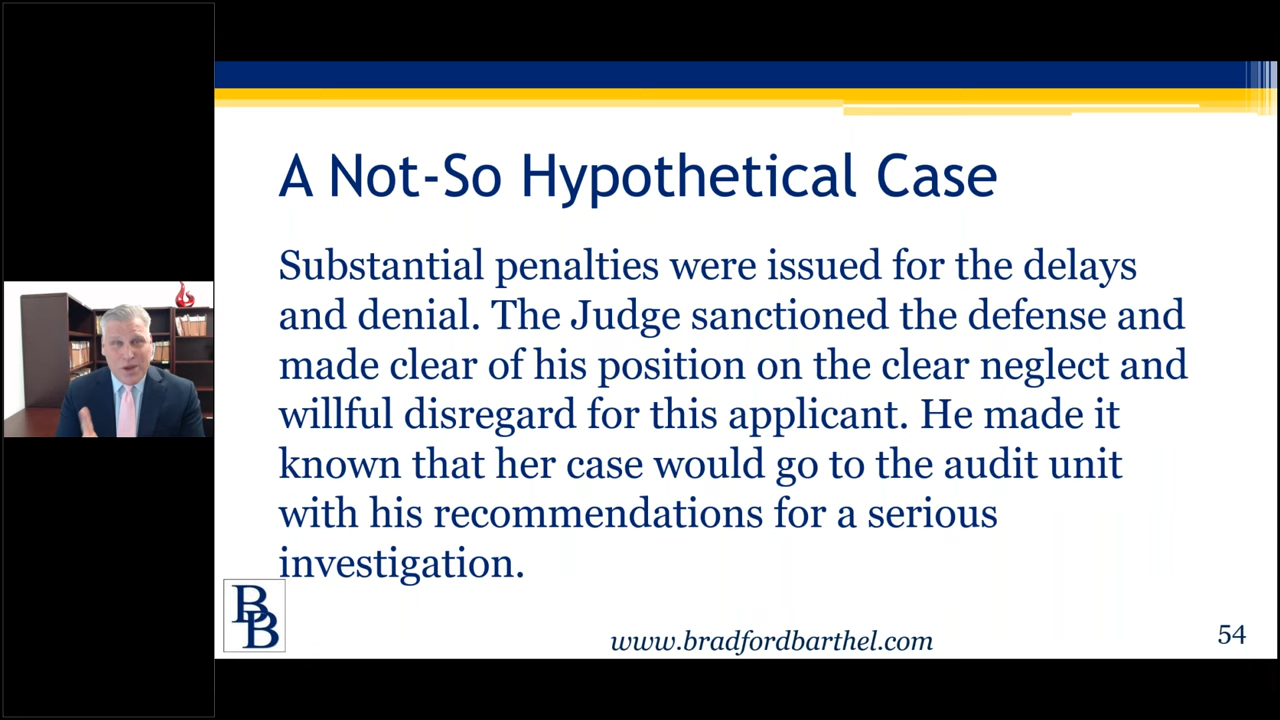 A Not-So Hypothetical Case
Substantial penalties were issued for the delays
and denial. The Judge sanctioned the defense and
made clear of his position on the clear neglect and
willful disregard for this applicant. He made it
known that her case would go to the audit unit
with his recommendations for a serious
investigation.
BB
www.bradfordbarthel.com
54